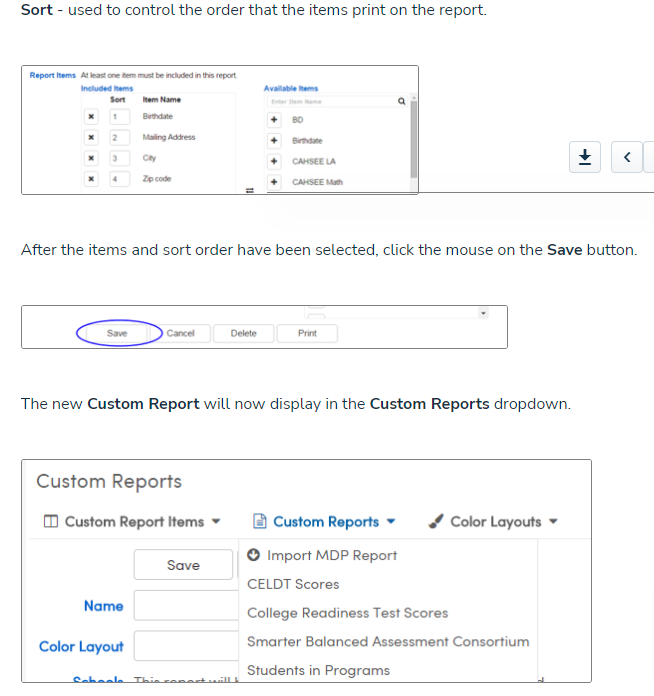 Sort - used to control the order that the items print on the report.
Report Items At least one item must be included in this report.
Included Items
Sort Item Name
x 1 Birthdate
x 2 Mailing Address
x 3 City
x 4 Zip code
Available Items
Enter Item Name
+ BD
+ Birthdate
+ CAHSEE LA
+ CAHSEE Math
After the items and sort order have been selected, click the mouse on the Save button.
Save Cancel Delete Print
The new Custom Report will now display in the Custom Reports dropdown.
Custom Reports
Custom Report Items Custom Reports Color Layouts
Save
Name
Color Layout
Schools This report will
Import MDP Report
CELDT Scores
College Readiness Test Scores
Smarter Balanced Assessment Consortium
Students in Programs